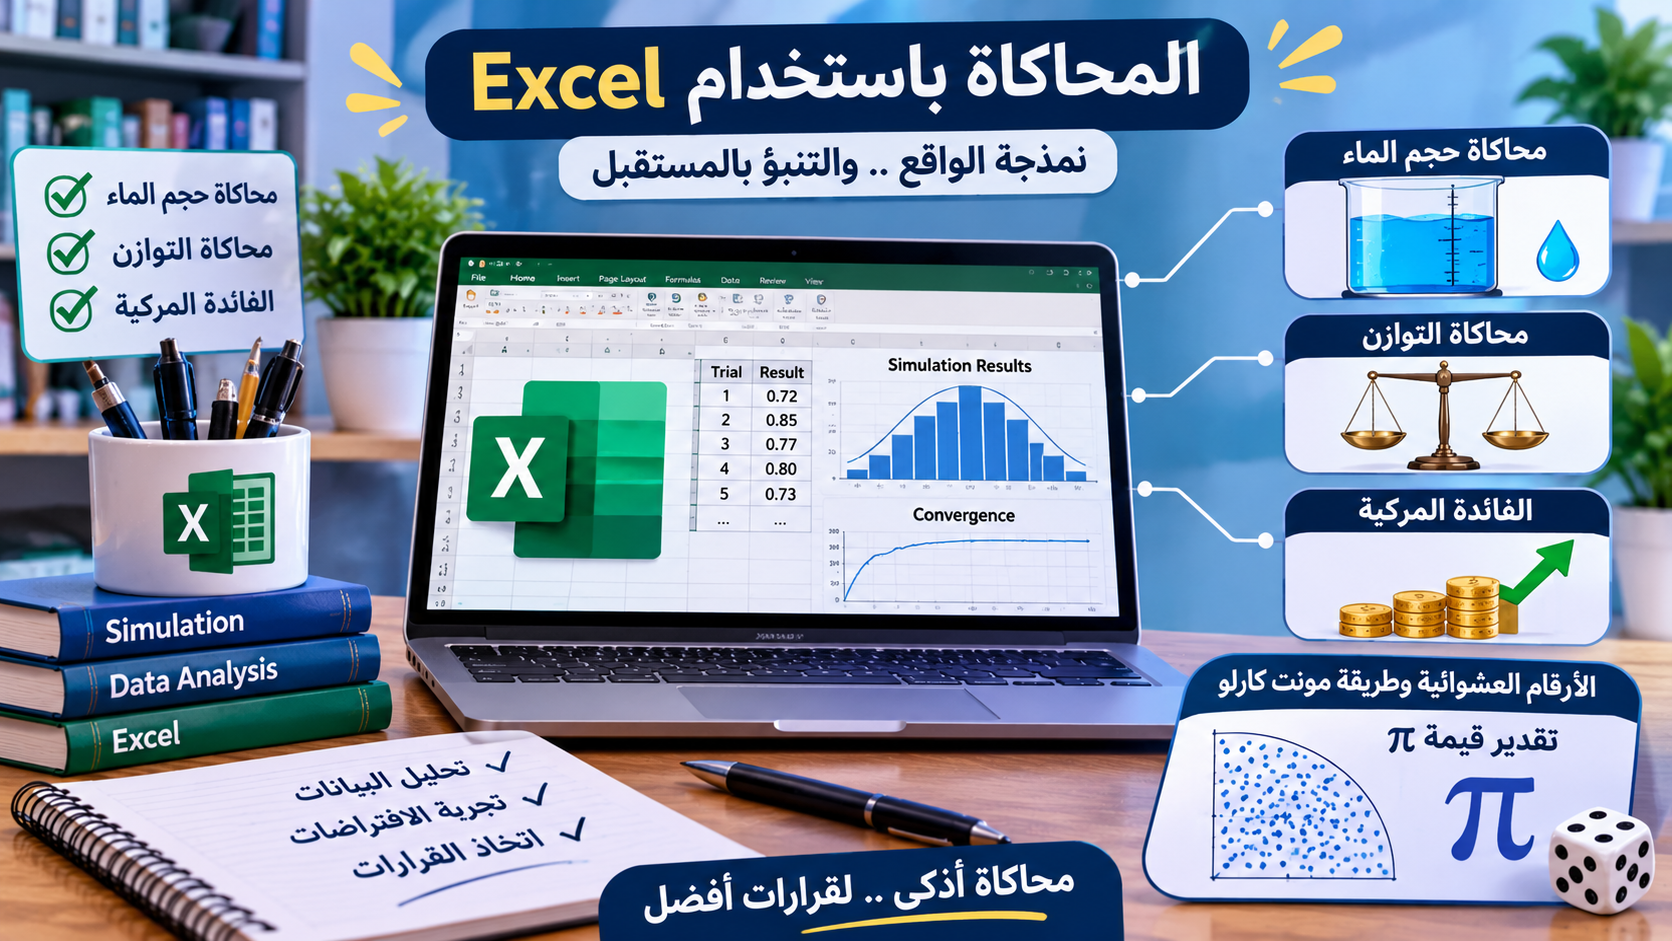 المحاكاة باستخدام Excel
نمذجة الواقع .. والتنبؤ بالمستقبل
محاكاة حجم الماء
محاكاة التوازن
الفائدة المركبة
File Home Insert Page Layout Formulas Data Review View
X
Trial Result
1 0.72
2 0.85
3 0.77
4 0.80
5 0.73
... ...
Simulation Results
Convergence
محاكاة حجم الماء
محاكاة التوازن
الفائدة المركبة
الأرقام العشوائية وطريقة مونت كارلو
تقدير قيمة π
π
X
Simulation
Data Analysis
Excel
تحليل البيانات
تجربة الافتراضات
اتخاذ القرارات
محاكاة أذكى .. لقرارات أفضل